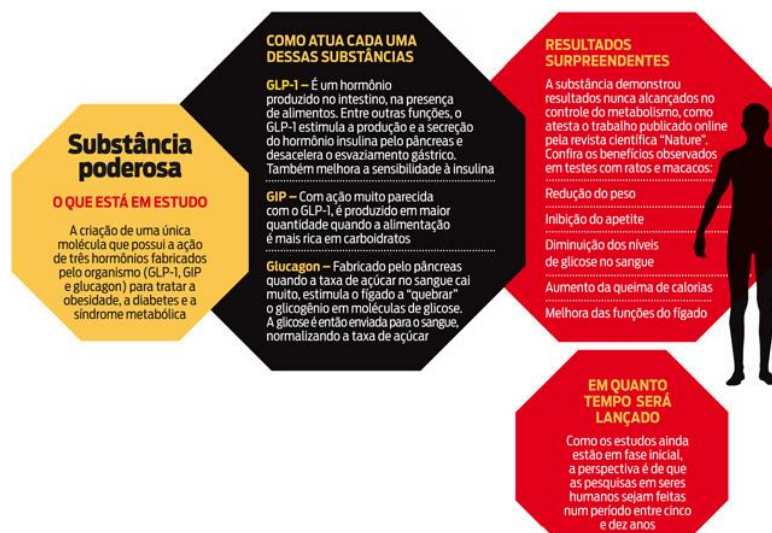 Substância
poderosa
O QUE ESTÁ EM ESTUDO
A criação de uma única
molécula que possui a ação
de três hormônios fabricados
pelo organismo (GLP-1, GIP
e glucagon) para tratar a
obesidade, a diabetes e a
síndrome metabólica
COMO ATUA CADA UMA
DESSAS SUBSTÂNCIAS
GLP-1 – É um hormônio
produzido no intestino, na presença
de alimentos. Entre outras funções, o
GLP-1 estimula a produção e a secreção
do hormônio insulina pelo pâncreas e
desacelera o esvaziamento gástrico.
Também melhora a sensibilidade à insulina
GIP – Com ação muito parecida
com o GLP-1, é produzido em maior
quantidade quando a alimentação
é mais rica em carboidratos
Glucagon – Fabricado pelo pâncreas
quando a taxa de açúcar no sangue cai
muito, estimula o fígado a “quebrar”
o glicogênio em moléculas de glicose.
A glicose é então enviada para o sangue,
normalizando a taxa de açúcar
RESULTADOS
SURPREENDENTES
A substância demonstrou
resultados nunca alcançados no
controle do metabolismo, como
atesta o trabalho publicado online
pela revista científica “Nature”.
Confira os benefícios observados
em testes com ratos e macacos:
Redução do peso
Inibição do apetite
Diminuição dos níveis
de glicose no sangue
Aumento da queima de calorias
Melhora das funções do fígado
EM QUANTO
TEMPO SERÁ
LANÇADO
Como os estudos ainda
estão em fase inicial,
a perspectiva é de que
as pesquisas em seres
humanos sejam feitas
num período entre cinco
e dez anos